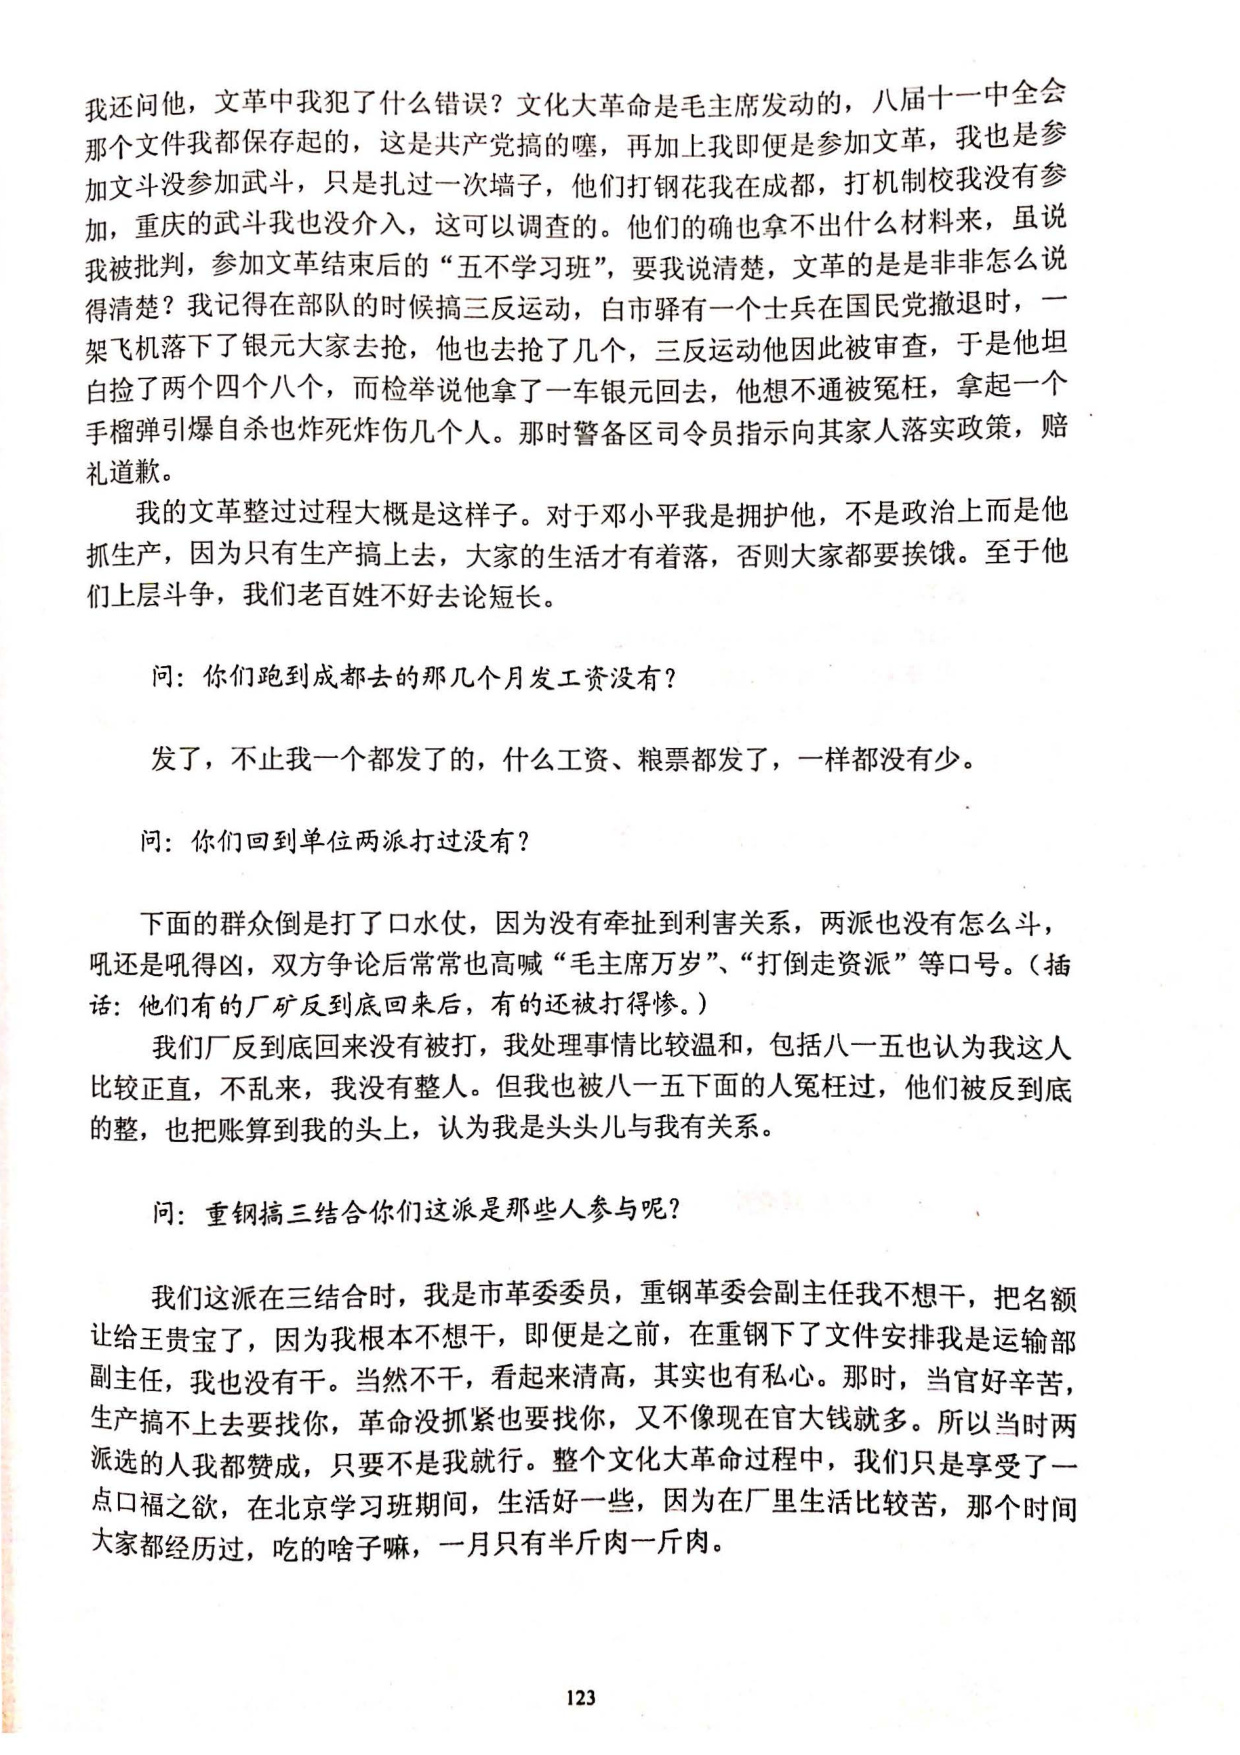 我还问他，文革中我犯了什么错误？文化大革命是毛主席发动的，八届十一中全会
那个文件我都保存起的，这是共产党搞的噻，再加上我即便是参加文革，我也是参
加文斗没参加武斗，只是扎过一次墙子，他们打钢花我在成都，打机制校我没有参
加，重庆的武斗我也没介入，这可以调查的。他们的确也拿不出什么材料来，虽说
我被批判，参加文革结束后的“五不学习班”，要我说清楚，文革的是是非非怎么说
得清楚？我记得在部队的时候搞三反运动，白市驿有一个士兵在国民党撤退时，一
架飞机落下了银元大家去抢，他也去抢了几个，三反运动他因此被审查，于是他坦
白捡了两个四个八个，而检举说他拿了一车银元回去，他想不通被冤枉，拿起一个
手榴弹引爆自杀也炸死炸伤几个人。那时警备区司令员指示向其家人落实政策，赔
礼道歉。
我的文革整过过程大概是这样子。对于邓小平我是拥护他，不是政治上而是他
抓生产，因为只有生产搞上去，大家的生活才有着落，否则大家都要挨饿。至于他
们上层斗争，我们老百姓不好去论短长。
问：你们跑到成都去的那几个月发工资没有？
发了，不止我一个都发了的，什么工资、粮票都发了，一样都没有少。
问：你们回到单位两派打过没有？
下面的群众倒是打了口水仗，因为没有牵扯到利害关系，两派也没有怎么斗，
吼还是吼得凶，双方争论后常常也高喊“毛主席万岁”、“打倒走资派”等口号。（插
话：他们有的厂矿反到底回来后，有的还被打得惨。）
我们厂反到底回来没有被打，我处理事情比较温和，包括八一五也认为我这人
比较正直，不乱来，我没有整人。但我也被八一五下面的人冤枉过，他们被反到底
的整，也把账算到我的头上，认为我是头头儿与我有关系。
问：重钢搞三结合你们这派是那些人参与呢？
我们这派在三结合时，我是市革委委员，重钢革委会副主任我不想干，把名额
让给王贵宝了，因为我根本不想干，即便是之前，在重钢下了文件安排我是运输部
副主任，我也没有干。当然不干，看起来清高，其实也有私心。那时，当官好辛苦，
生产搞不上去要找你，革命没抓紧也要找你，又不像现在官大钱就多。所以当时两
派选的人我都赞成，只要不是我就行。整个文化大革命过程中，我们只是享受了一
点口福之欲，在北京学习班期间，生活好一些，因为在厂里生活比较苦，那个时间
大家都经历过，吃的啥子嘛，一月只有半斤肉一斤肉。
123